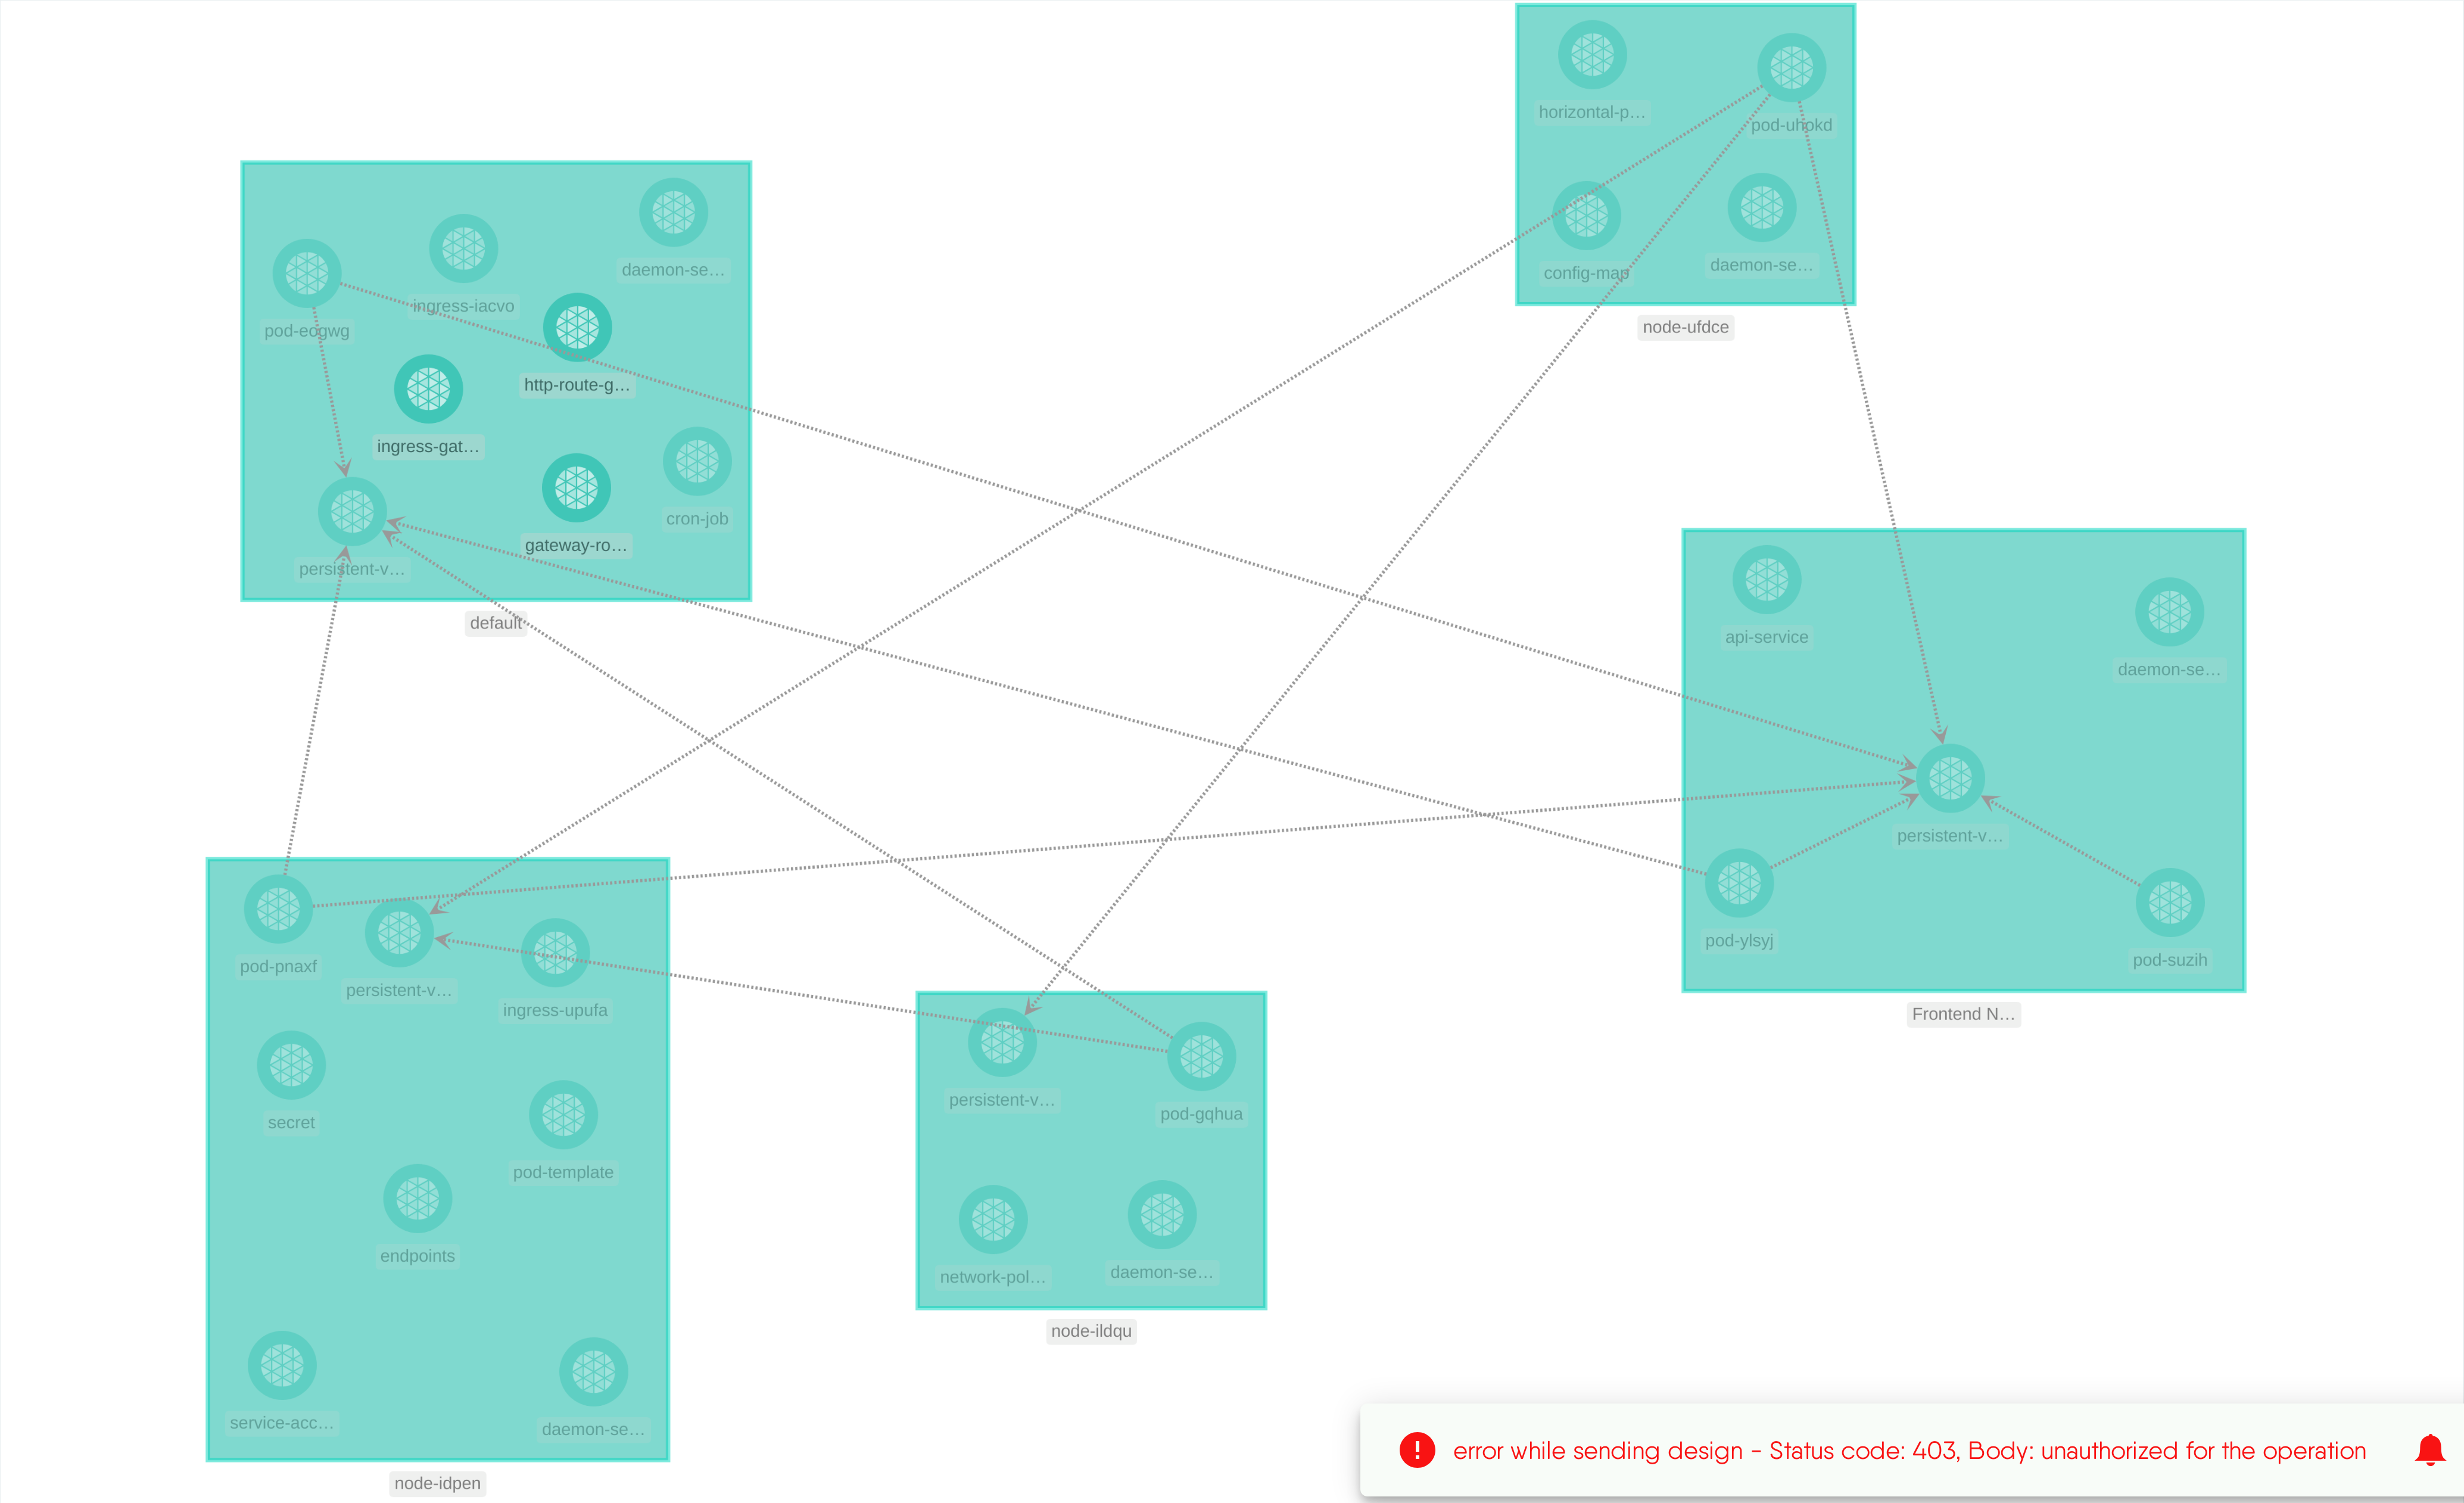 horizontal-p…
pod-uhokd
config-map
daemon-se…
node-ufdce
daemon-se…
ingress-iacvo
pod-eogwg
http-route-g…
ingress-gat…
cron-job
gateway-ro…
persistent-v…
default
api-service
daemon-se…
persistent-v…
pod-ylsyj
pod-suzih
Frontend N…
pod-pnaxf
persistent-v…
ingress-upufa
secret
pod-template
endpoints
service-acc…
daemon-se…
node-idpen
persistent-v…
pod-gqhua
network-pol…
daemon-se…
node-ildqu
error while sending design - Status code: 403, Body: unauthorized for the operation